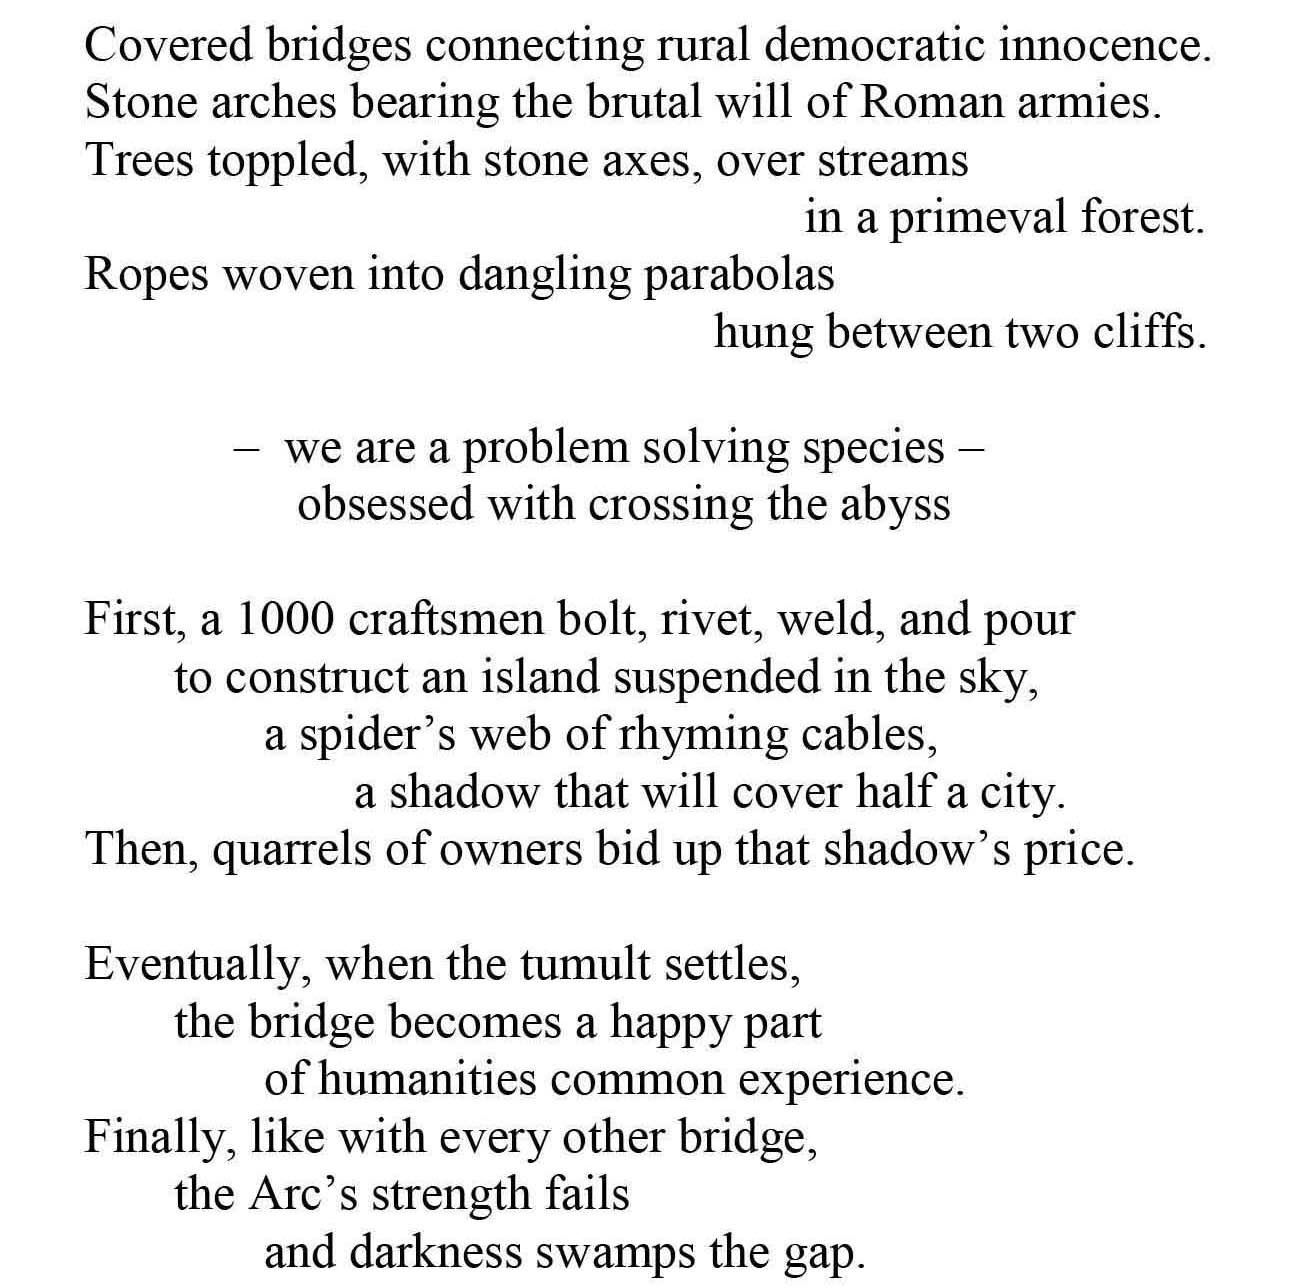 Covered bridges connecting rural democratic innocence.
Stone arches bearing the brutal will of Roman armies.
Trees toppled, with stone axes, over streams
in a primeval forest.
Ropes woven into dangling parabolas
hung between two cliffs.
– we are a problem solving species –
obsessed with crossing the abyss
First, a 1000 craftsmen bolt, rivet, weld, and pour
to construct an island suspended in the sky,
a spider’s web of rhyming cables,
a shadow that will cover half a city.
Then, quarrels of owners bid up that shadow’s price.
Eventually, when the tumult settles,
the bridge becomes a happy part
of humanities common experience.
Finally, like with every other bridge,
the Arc’s strength fails
and darkness swamps the gap.